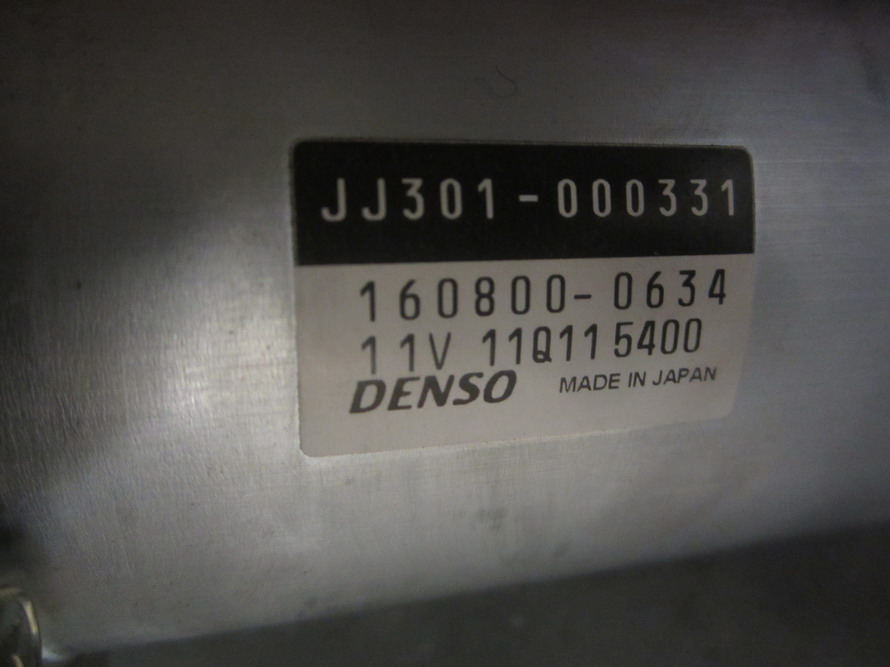 JJ301-000331
160800-0634
11V 11Q115400
DENSO MADE IN JAPAN